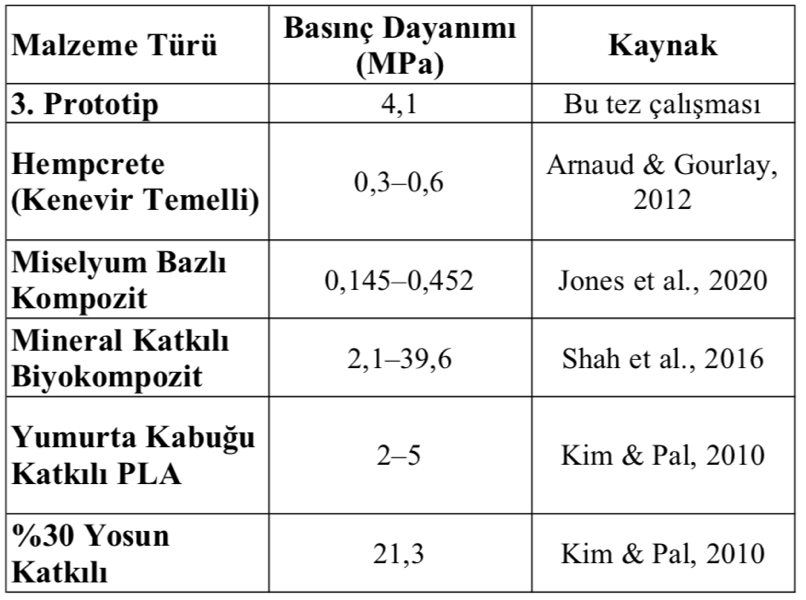 Malzeme Türü
Basınç Dayanımı
(MPa)
Kaynak
3. Prototip
4,1
Bu tez çalışması
Hempcrete
(Kenevir Temelli)
0,3–0,6
Arnaud & Gourlay,
2012
Miselyum Bazlı
Kompozit
0,145–0,452
Jones et al., 2020
Mineral Katkılı
Biyokompozit
2,1–39,6
Shah et al., 2016
Yumurta Kabuğu
Katkılı PLA
2–5
Kim & Pal, 2010
%30 Yosun
Katkılı
21,3
Kim & Pal, 2010